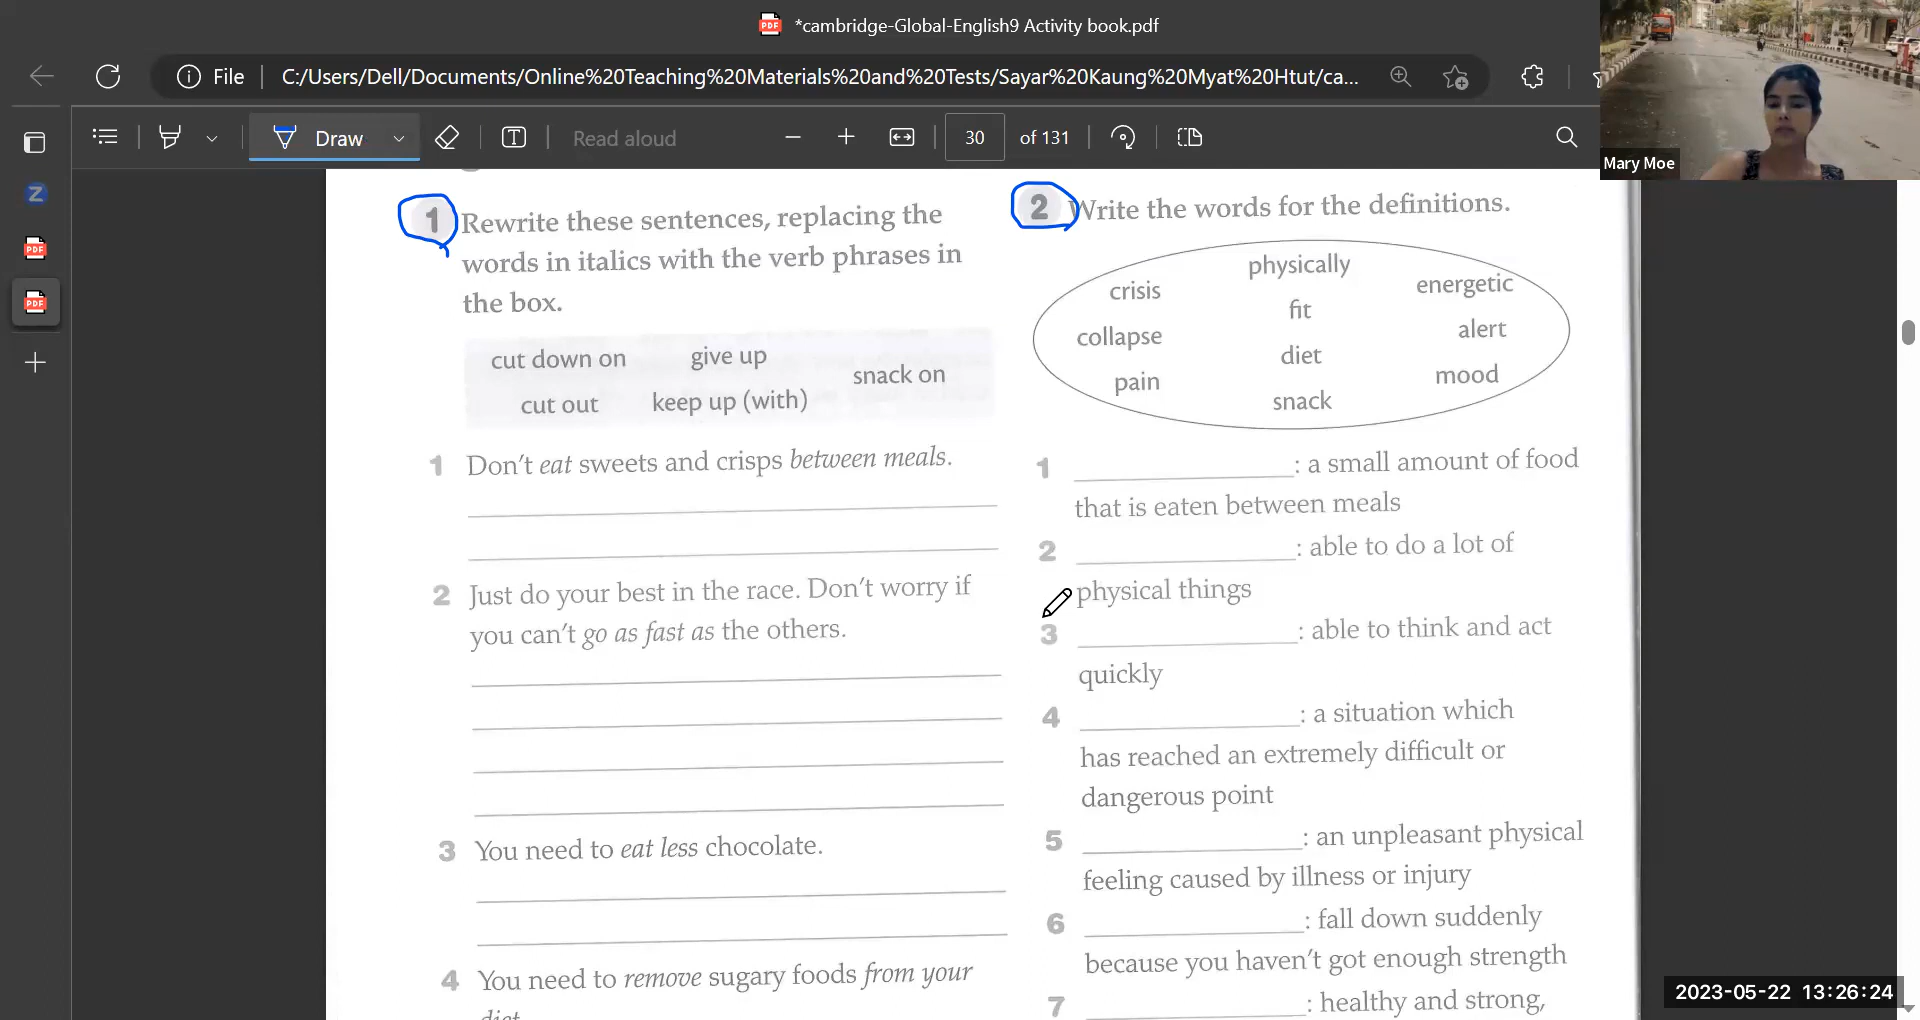 *cambridge-Global-English9 Activity book.pdf
File
C:/Users/Dell/Documents/Online%20Teaching%20Materials%20and%20Tests/Sayar%20Kaung%20Myat%20Htut/ca...
Draw
Read aloud
30
of 131
Mary Moe
1 Rewrite these sentences, replacing the
words in italics with the verb phrases in
the box.
cut down on give up snack on
cut out keep up (with)
1 Don't eat sweets and crisps between meals.
2 Just do your best in the race. Don't worry if
you can't go as fast as the others.
3 You need to eat less chocolate.
4 You need to remove sugary foods from your
diet
2 Write the words for the definitions.
crisis physically energetic
collapse fit alert
pain diet mood
snack
1 ____________ : a small amount of food
that is eaten between meals
2 ____________ : able to do a lot of
physical things
3 ____________ : able to think and act
quickly
4 ____________ : a situation which
has reached an extremely difficult or
dangerous point
5 ____________ : an unpleasant physical
feeling caused by illness or injury
6 ____________ : fall down suddenly
because you haven't got enough strength
7 ____________ : healthy and strong,
2023-05-22 13:26:24